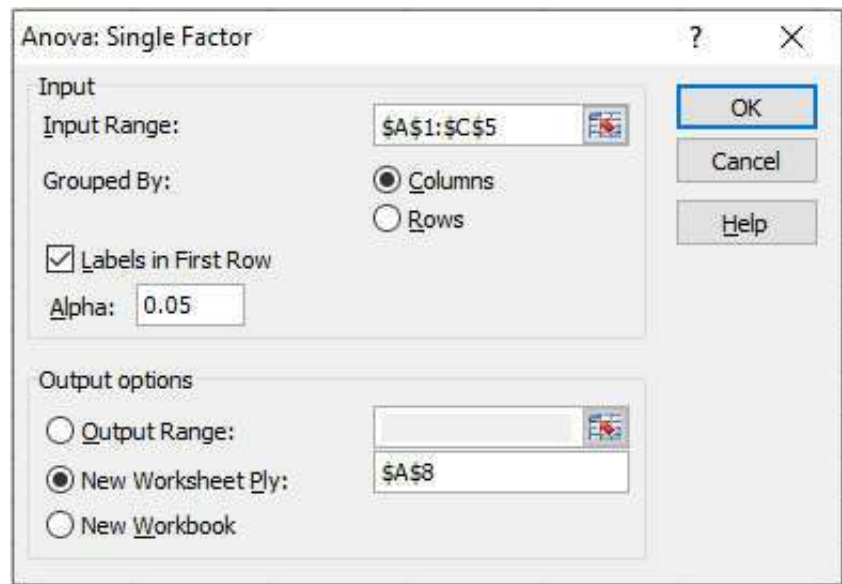 Anova: Single Factor ? X
Input
Input Range: $A$1:$C$5
Grouped By: Columns
Rows
Labels in First Row
Alpha: 0.05
OK
Cancel
Help
Output options
Output Range:
New Worksheet Ply: $A$8
New Workbook